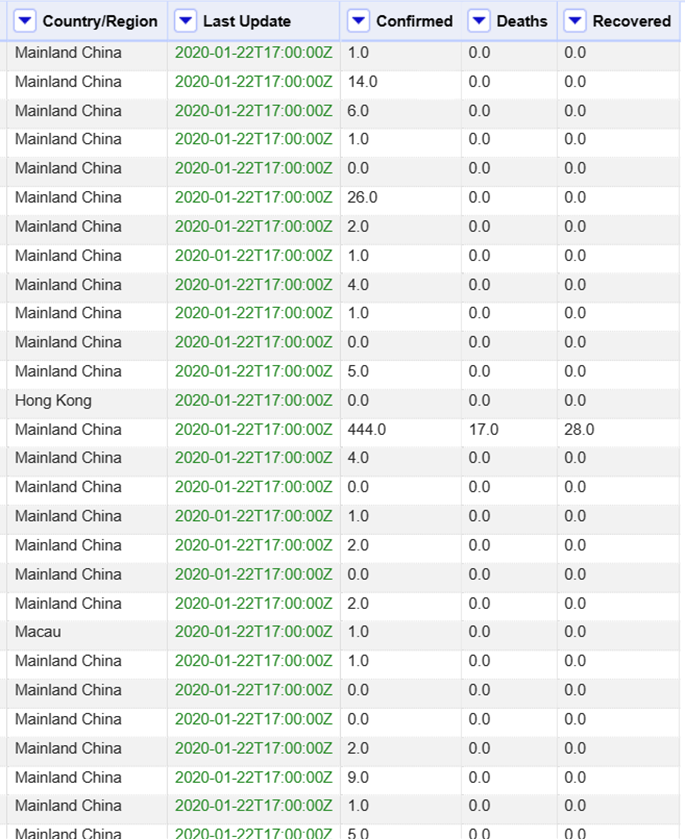 Country/Region Last Update Confirmed Deaths Recovered
Mainland China 2020-01-22T17:00:00Z 1.0 0.0 0.0
Mainland China 2020-01-22T17:00:00Z 14.0 0.0 0.0
Mainland China 2020-01-22T17:00:00Z 6.0 0.0 0.0
Mainland China 2020-01-22T17:00:00Z 1.0 0.0 0.0
Mainland China 2020-01-22T17:00:00Z 0.0 0.0 0.0
Mainland China 2020-01-22T17:00:00Z 26.0 0.0 0.0
Mainland China 2020-01-22T17:00:00Z 2.0 0.0 0.0
Mainland China 2020-01-22T17:00:00Z 1.0 0.0 0.0
Mainland China 2020-01-22T17:00:00Z 4.0 0.0 0.0
Mainland China 2020-01-22T17:00:00Z 1.0 0.0 0.0
Mainland China 2020-01-22T17:00:00Z 0.0 0.0 0.0
Mainland China 2020-01-22T17:00:00Z 5.0 0.0 0.0
Hong Kong 2020-01-22T17:00:00Z 0.0 0.0 0.0
Mainland China 2020-01-22T17:00:00Z 444.0 17.0 28.0
Mainland China 2020-01-22T17:00:00Z 4.0 0.0 0.0
Mainland China 2020-01-22T17:00:00Z 0.0 0.0 0.0
Mainland China 2020-01-22T17:00:00Z 1.0 0.0 0.0
Mainland China 2020-01-22T17:00:00Z 2.0 0.0 0.0
Mainland China 2020-01-22T17:00:00Z 0.0 0.0 0.0
Mainland China 2020-01-22T17:00:00Z 2.0 0.0 0.0
Macau 2020-01-22T17:00:00Z 1.0 0.0 0.0
Mainland China 2020-01-22T17:00:00Z 1.0 0.0 0.0
Mainland China 2020-01-22T17:00:00Z 0.0 0.0 0.0
Mainland China 2020-01-22T17:00:00Z 0.0 0.0 0.0
Mainland China 2020-01-22T17:00:00Z 2.0 0.0 0.0
Mainland China 2020-01-22T17:00:00Z 9.0 0.0 0.0
Mainland China 2020-01-22T17:00:00Z 1.0 0.0 0.0
Mainland China 2020-01-22T17:00:00Z 5.0 0.0 0.0